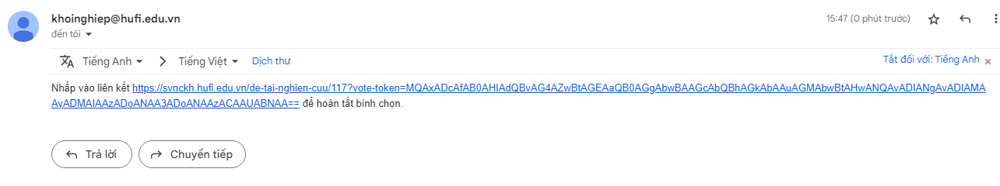 khoinghiep@hufi.edu.vn
15:47 (0 phút trước)
đến tôi
Tiếng Anh
Tiếng Việt
Dịch thư
Tắt đối với: Tiếng Anh
Nhấp vào liên kết https://svnckh.hufi.edu.vn/de-tai-nghien-cuu/117?vote-token=MQAxADcAfAB0AHIAdQBvAG4AZwBtAGEAaQB0AGgAbwBAAGcAbQBhAGkAbAAuAGMAbwBtAHwANQAvADIANgAvADIAMA
AyADMAIAAzADoANAA3ADoANAAzACAAUABNAA== để hoàn tất bình chọn.
Trả lời
Chuyển tiếp